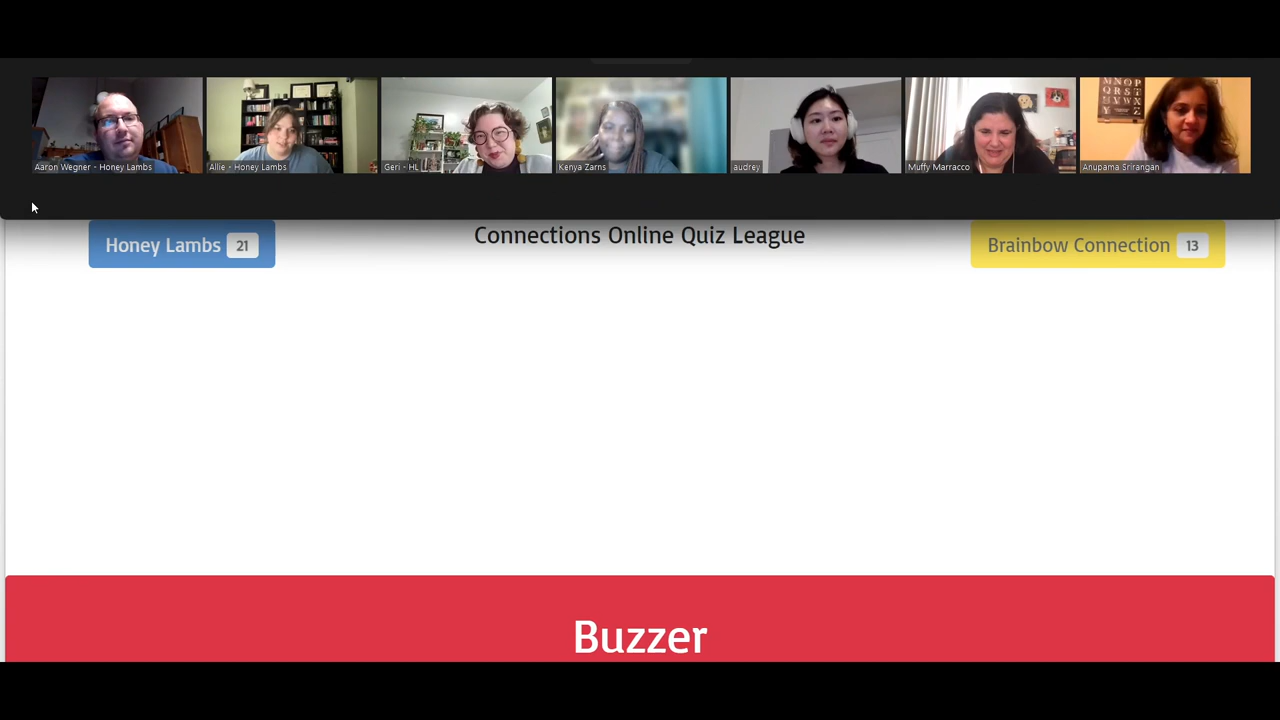 Aaron Wegner - Honey Lambs
Allie - Honey Lambs
Geri - HL
Kenya Zarns
audrey
Muffy Marracco
Anupama Srirangan
Honey Lambs 21
Connections Online Quiz League
Brainbow Connection 13
Buzzer